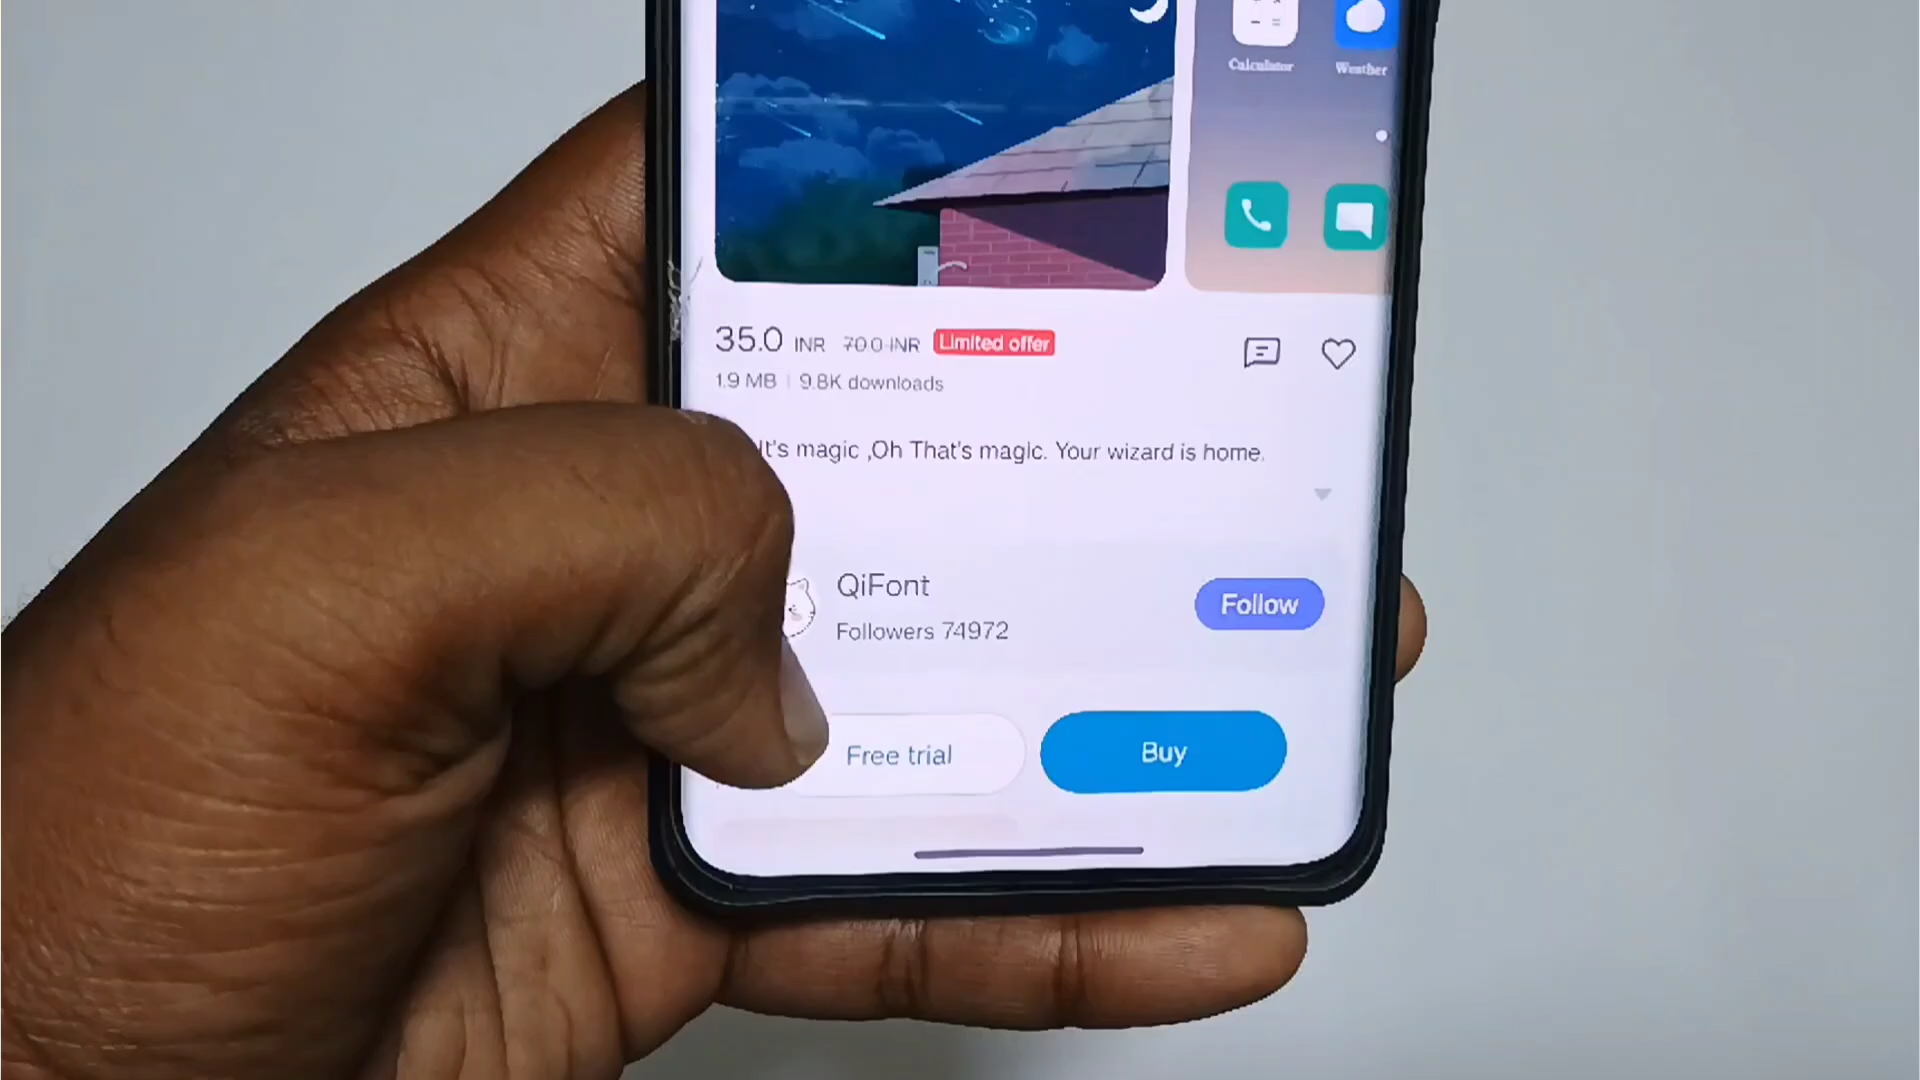 Calculator
Weather
35.0 INR 70.0 INR Limited offer
1.9 MB | 9.8K downloads
It's magic ,Oh That's magic. Your wizard is home.
QiFont
Followers 74972
Follow
Free trial
Buy